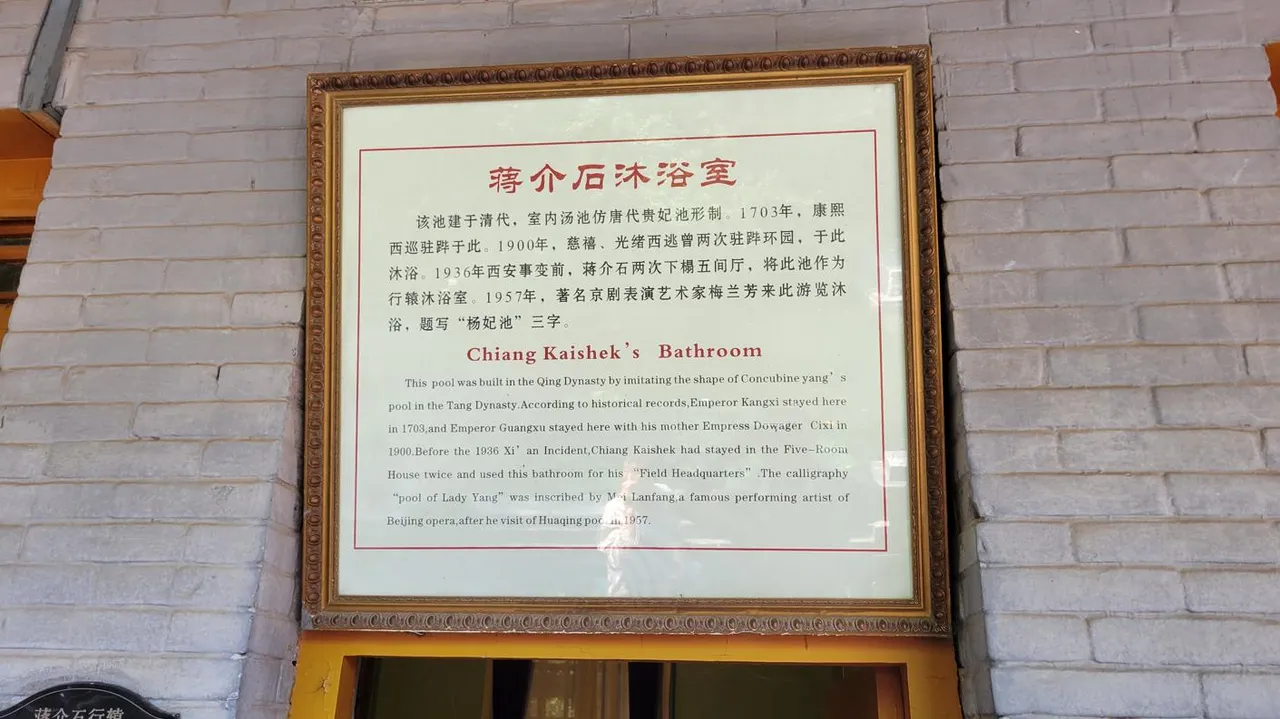 蒋介石沐浴室
该池建于清代，室内汤池仿唐代贵妃池形制。1703年，康熙
西巡驻跸于此。1900年，慈禧、光绪西逃曾两次驻跸环园，于此
沐浴。1936年西安事变前，蒋介石两次下榻五间厅，将此池作为
行辕沐浴室。1957年，著名京剧表演艺术家梅兰芳来此游览沐
浴，题写“杨妃池”三字。
Chiang Kaishek’s Bathroom
This pool was built in the Qing Dynasty by imitating the shape of Concubine yang’s
pool in the Tang Dynasty.According to historical records,Emperor Kangxi stayed here
in 1703,and Emperor Guangxu stayed here with his mother Empress Dowager Cixi in
1900.Before the 1936 Xi’an Incident,Chiang Kaishek had stayed in the Five-Room
House twice and used this bathroom for his “Field Headquarters”.The calligraphy
“pool of Lady Yang” was inscribed by Mei Lanfang,a famous performing artist of
Beijing opera,after he visit of Huaqing pool in 1957.
蒋介石行辕